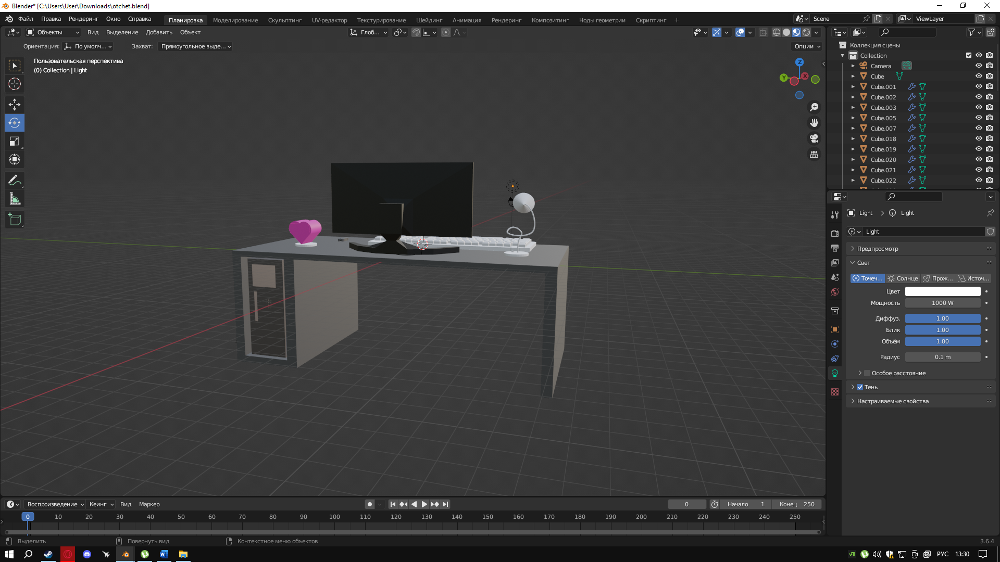 Blender* [C:\Users\User\Downloads\otchet.blend]
Файл Правка Рендеринг Окно Справка Планировка Моделирование Скульптинг UV-редактор Текстурирование Шейдинг Анимация Рендеринг Композитинг Ноды геометрии Скриптинг + Scene ViewLayer
Объекты Вид Выделение Добавить Объект Глоб...
Ориентация: По умолч... Захват: Прямоугольное выде... Опции
Пользовательская перспектива
(0) Collection | Light
Z
Y X
Коллекция сцены
Collection
Camera
Cube
Cube.001
Cube.002
Cube.003
Cube.005
Cube.007
Cube.018
Cube.019
Cube.020
Cube.021
Cube.022
Light Light
Light
Предпросмотр
Свет
Точеч... Солнце Прож... Источ...
Цвет
Мощность 1000 W
Диффуз. 1.00
Блик 1.00
Объём 1.00
Радиус 0.1 m
Особое расстояние
Тень
Настраиваемые свойства
Воспроизведение Кеинг Вид Маркер 0 Начало 1 Конец 250
0 10 20 30 40 50 60 70 80 90 100 110 120 130 140 150 160 170 180 190 200 210 220 230 240 250
Выделить Повернуть вид Контекстное меню объектов 3.6.4
РУС 13:30